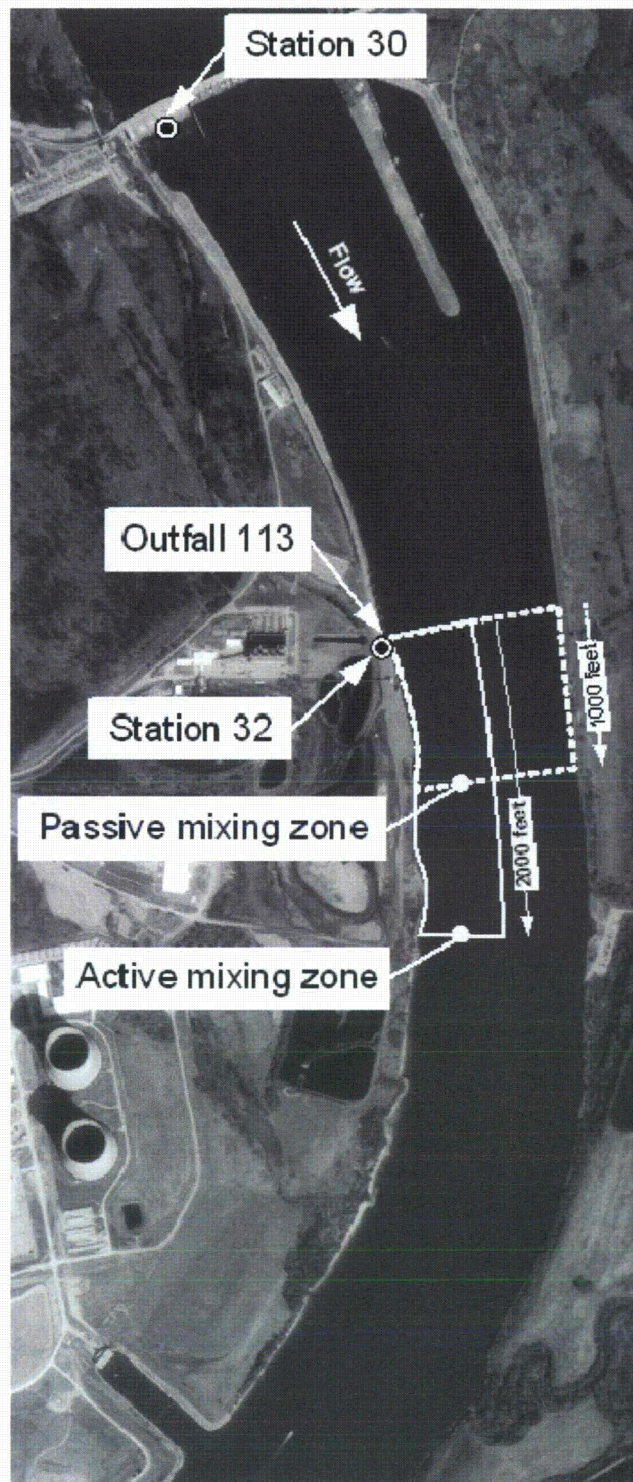 Station 30
Flow
Outfall 113
1000 feet
Station 32
Passive mixing zone
2000 feet
Active mixing zone